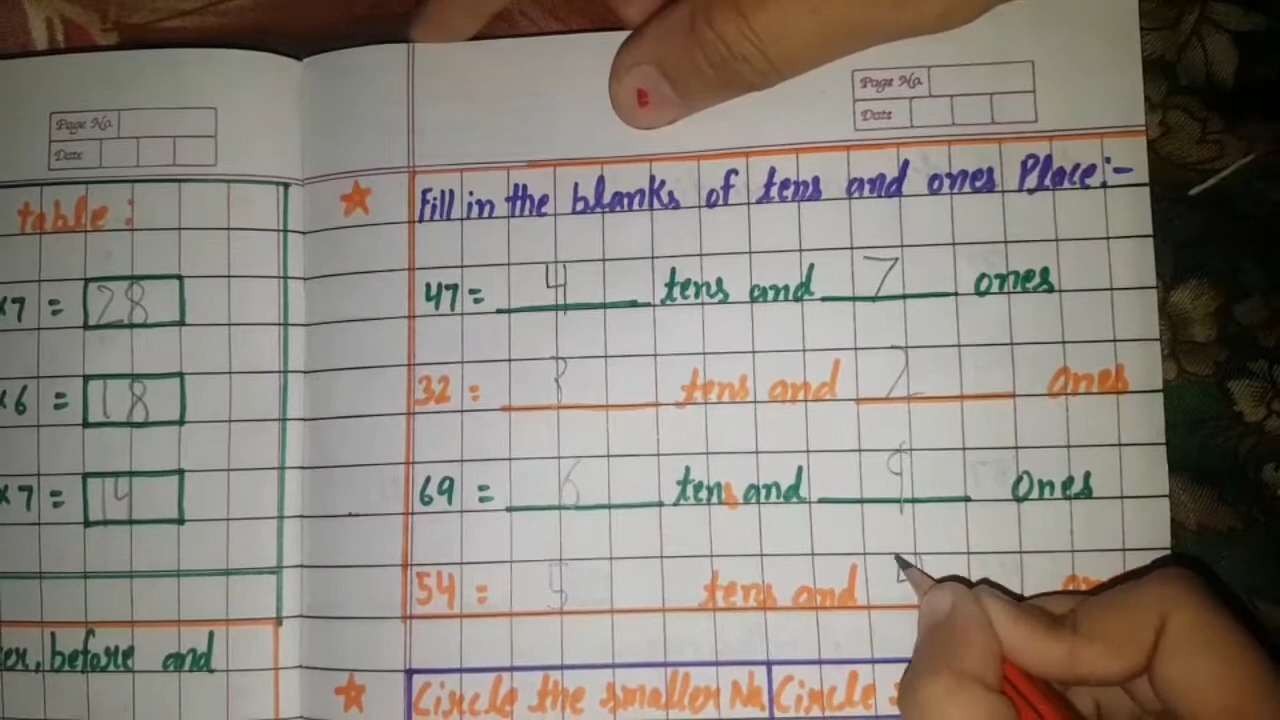 Page No.
Date
table:
×7 = 28
×6 = 18
×7 = 14
before and
Page No.
Date
Fill in the blanks of tens and ones Place:-
47 = 4 tens and 7 ones
32 = 3 tens and 2 ones
69 = 6 tens and 9 ones
54 = 5 tens and 4
Circle the smaller No
Circle